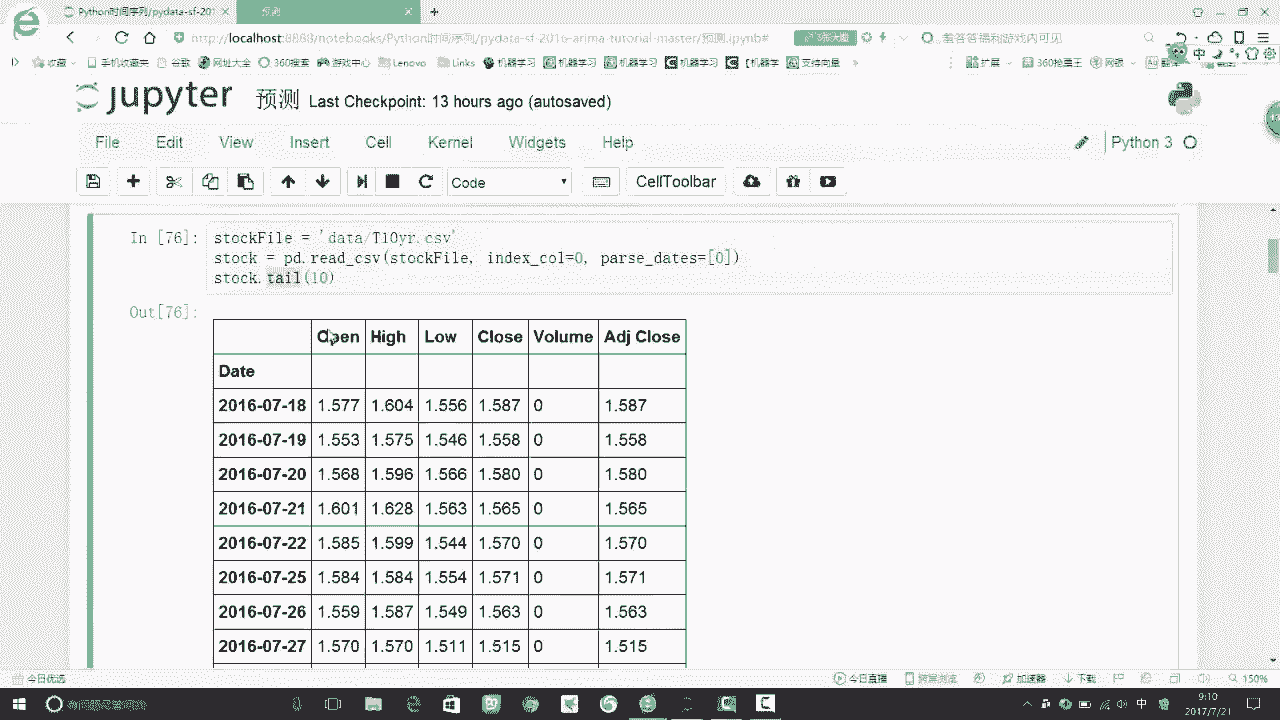 Python时间序列/pydata-sf-201
预测
http://localhost:8888/notebooks/Python时间序列/pydata-sf-2016-arima-tutorial-master/预测.ipynb#
收藏 手机收藏夹 谷歌 网址大全 360搜索 游戏中心 Lenovo Links 机器学习 机器学习 机器学习 机器学习 【机器学 支持向量 »
扩展
jupyter 预测 Last Checkpoint: 13 hours ago (autosaved)
File Edit View Insert Cell Kernel Widgets Help
Python 3
Code CellToolbar
In [76]: stockFile = 'data/T10yr.csv'
stock = pd.read_csv(stockFile, index_col=0, parse_dates=[0])
stock.tail(10)
Out[76]:
Open High Low Close Volume Adj Close
Date
2016-07-18 1.577 1.604 1.556 1.587 0 1.587
2016-07-19 1.553 1.575 1.546 1.558 0 1.558
2016-07-20 1.568 1.596 1.566 1.580 0 1.580
2016-07-21 1.601 1.628 1.563 1.565 0 1.565
2016-07-22 1.585 1.599 1.544 1.570 0 1.570
2016-07-25 1.584 1.584 1.554 1.571 0 1.571
2016-07-26 1.559 1.587 1.549 1.563 0 1.563
2016-07-27 1.570 1.570 1.511 1.515 0 1.515
今日优选
今日直播 加速器 下载 150%
2017/7/21